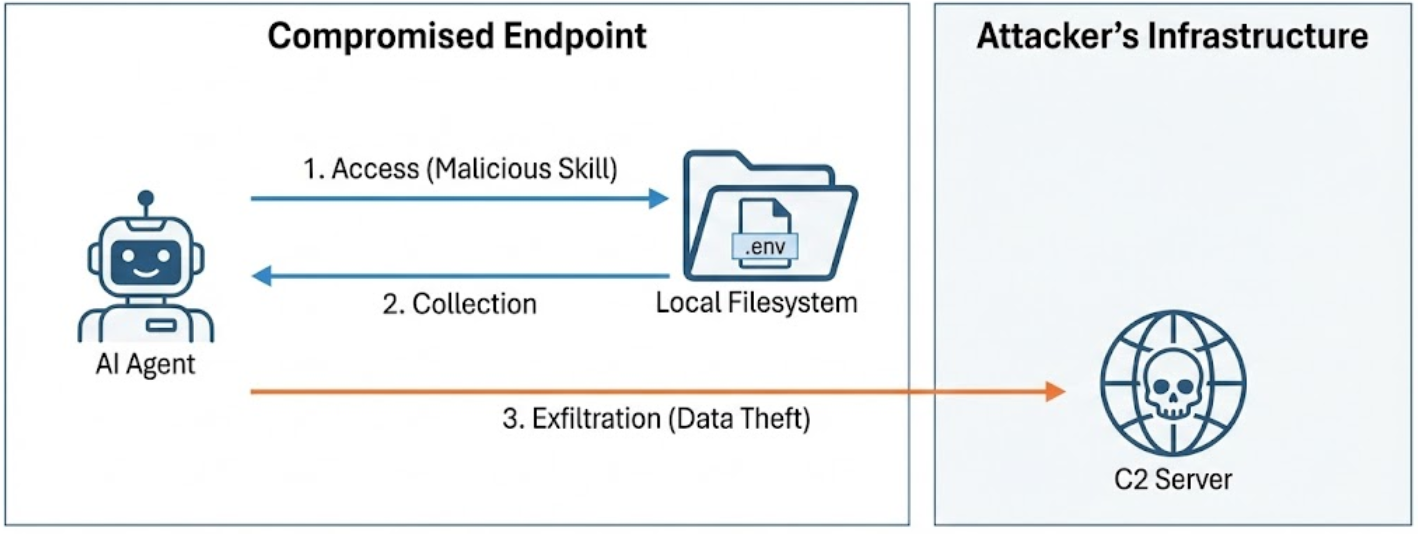 Compromised Endpoint
Attacker's Infrastructure
1. Access (Malicious Skill)
.env
2. Collection
Local Filesystem
AI Agent
3. Exfiltration (Data Theft)
C2 Server